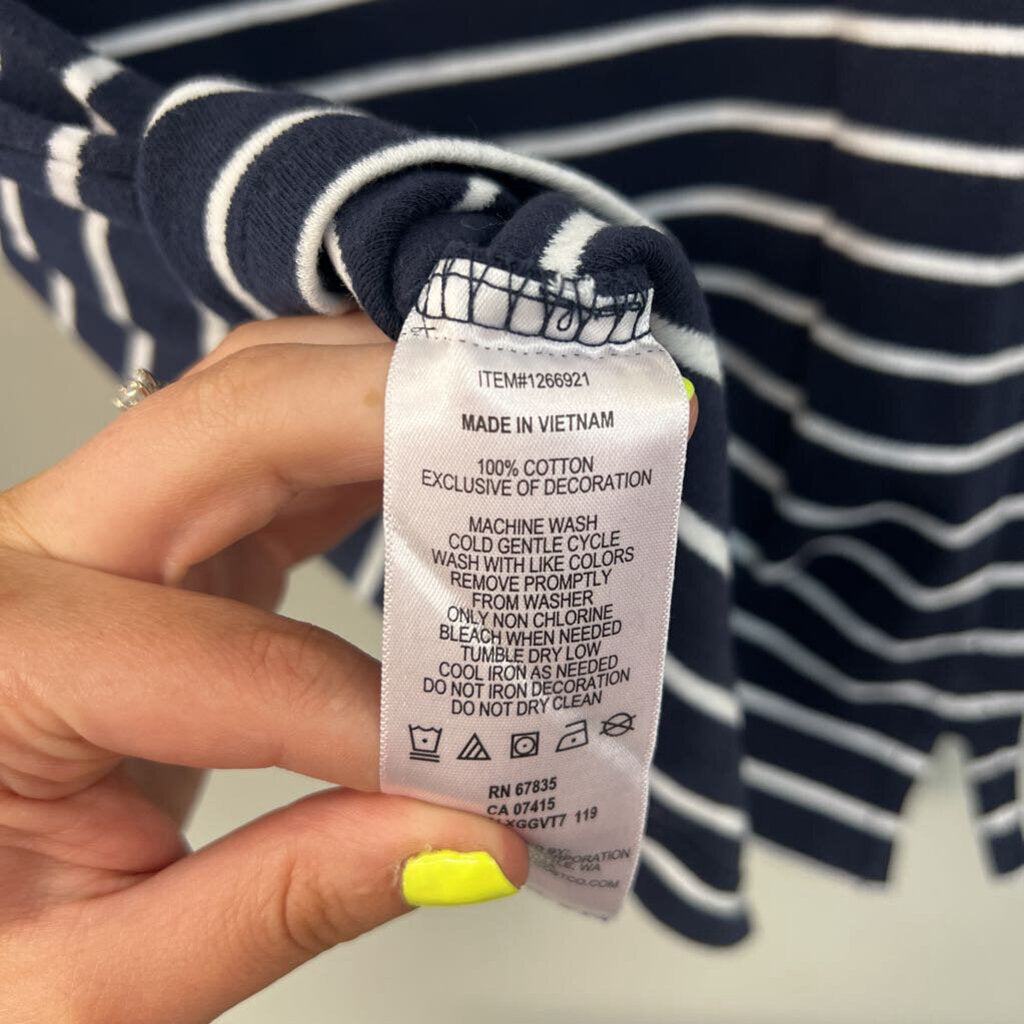 ITEM#1266921
MADE IN VIETNAM
100% COTTON
EXCLUSIVE OF DECORATION
MACHINE WASH
COLD GENTLE CYCLE
WASH WITH LIKE COLORS
REMOVE PROMPTLY
FROM WASHER
ONLY NON CHLORINE
BLEACH WHEN NEEDED
TUMBLE DRY LOW
COOL IRON AS NEEDED
DO NOT IRON DECORATION
DO NOT DRY CLEAN
RN 67835
CA 07415
119
BY:
WA